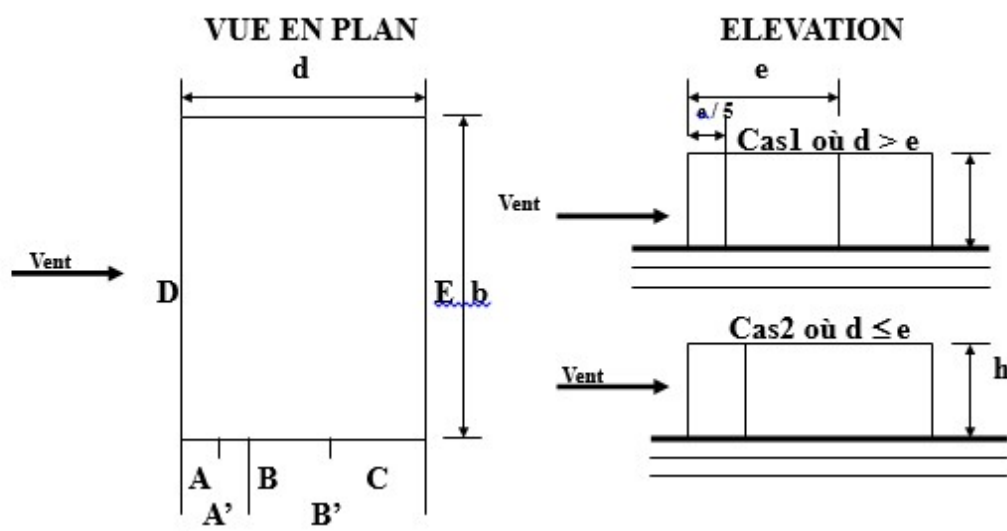 VUE EN PLAN
d
Vent
D
E b
A
B
C
A’
B’
ELEVATION
e
e / 5
Cas1 où d > e
Vent
Cas2 où d ≤ e
Vent
h